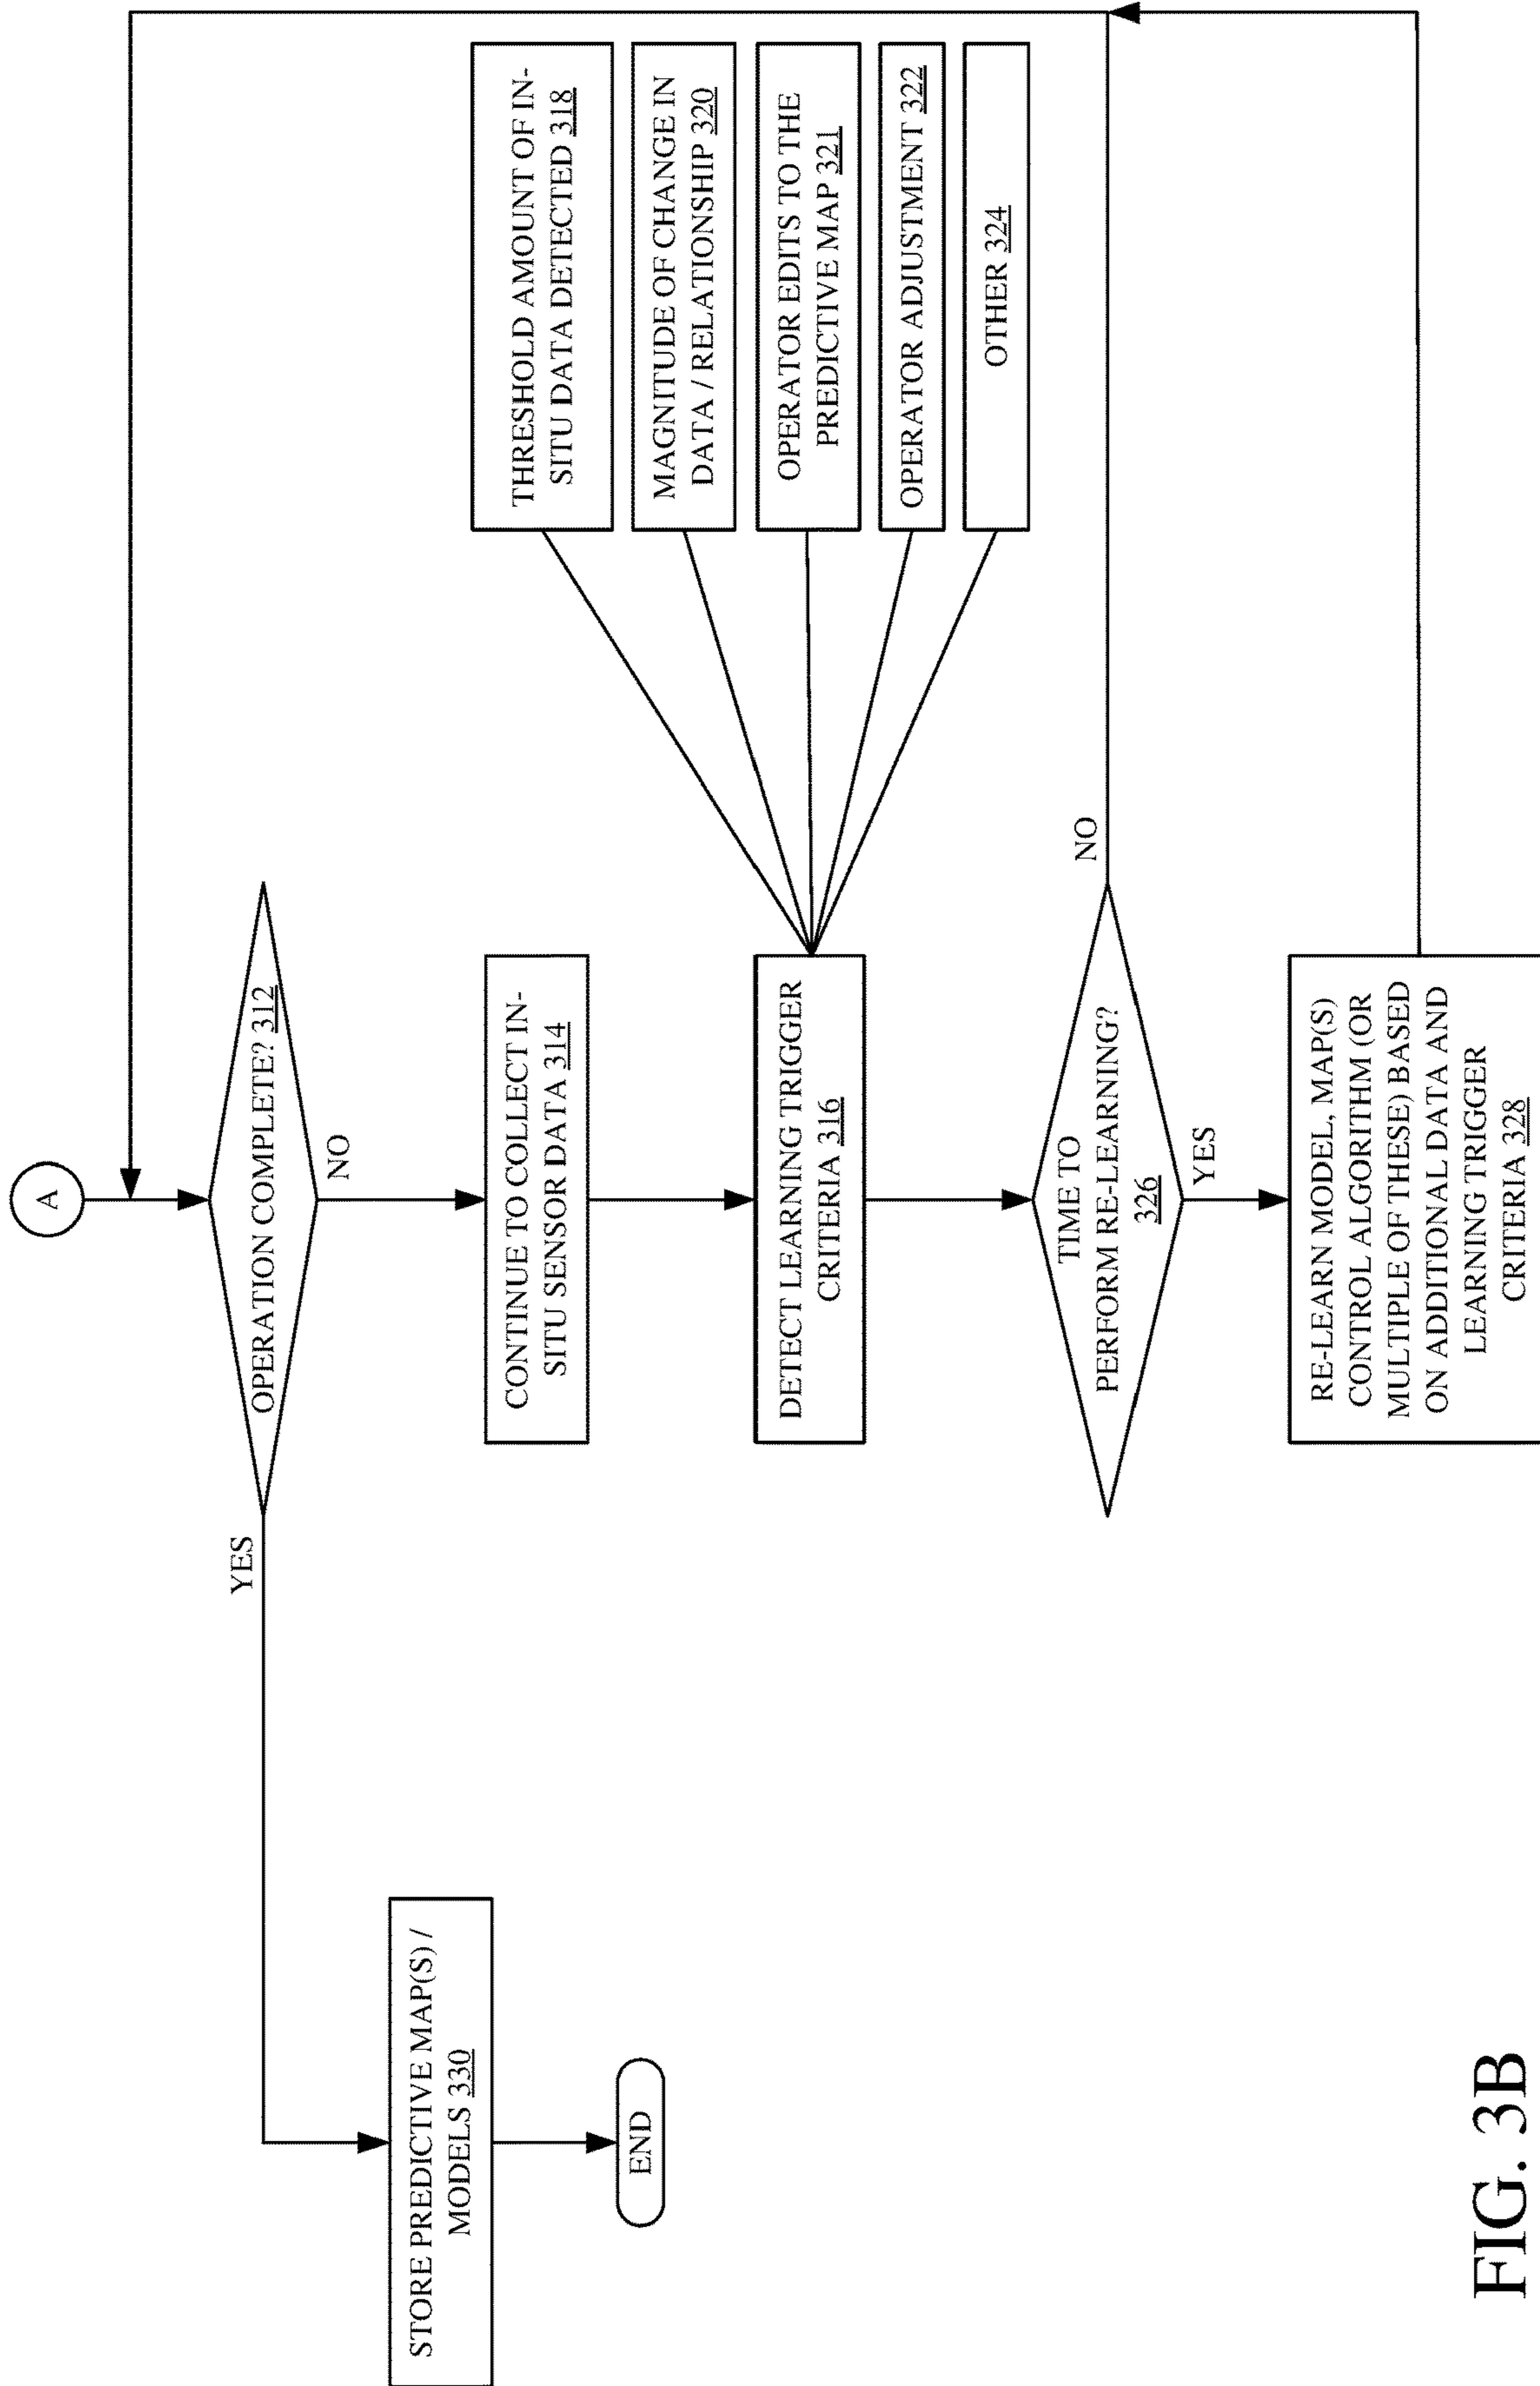 A
OPERATION COMPLETE? 312
YES
NO
STORE PREDICTIVE MAP(S) /
MODELS 330
END
CONTINUE TO COLLECT IN-
SITU SENSOR DATA 314
DETECT LEARNING TRIGGER
CRITERIA 316
THRESHOLD AMOUNT OF IN-
SITU DATA DETECTED 318
MAGNITUDE OF CHANGE IN
DATA / RELATIONSHIP 320
OPERATOR EDITS TO THE
PREDICTIVE MAP 321
OPERATOR ADJUSTMENT 322
OTHER 324
TIME TO
PERFORM RE-LEARNING?
326
NO
YES
RE-LEARN MODEL, MAP(S)
CONTROL ALGORITHM (OR
MULTIPLE OF THESE) BASED
ON ADDITIONAL DATA AND
LEARNING TRIGGER
CRITERIA 328
FIG. 3B